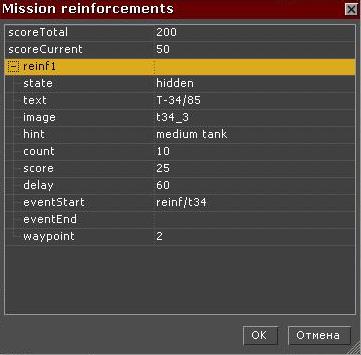 Mission reinforcements
scoreTotal 200
scoreCurrent 50
reinf1
state hidden
text T-34/85
image t34_3
hint medium tank
count 10
score 25
delay 60
eventStart reinf/t34
eventEnd
waypoint 2
OK Отмена